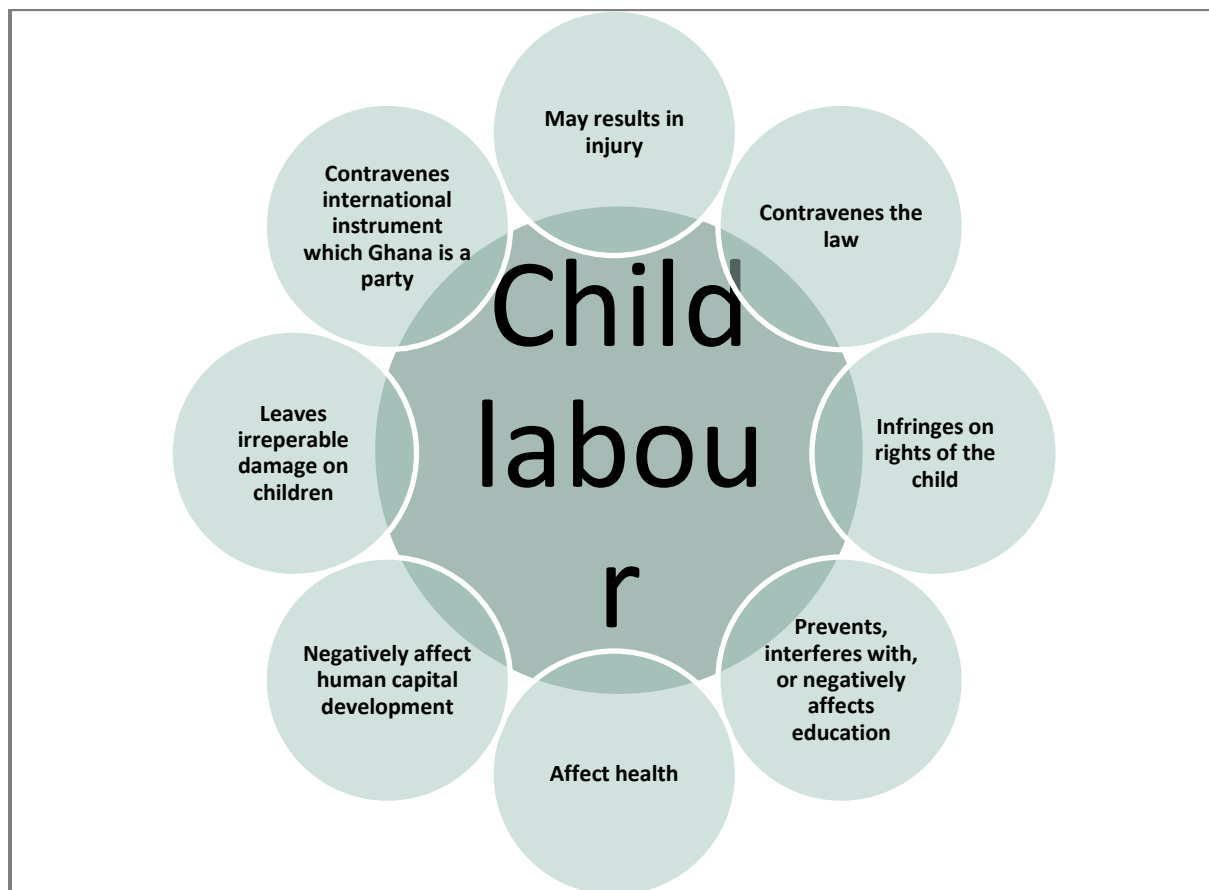 May results in
injury
Contravenes the
law
Infringes on
rights of the
child
Prevents,
interferes with,
or negatively
affects
education
Affect health
Negatively affect
human capital
development
Leaves
irreperable
damage on
children
Contravenes
international
instrument
which Ghana is a
party
Child
labou
r